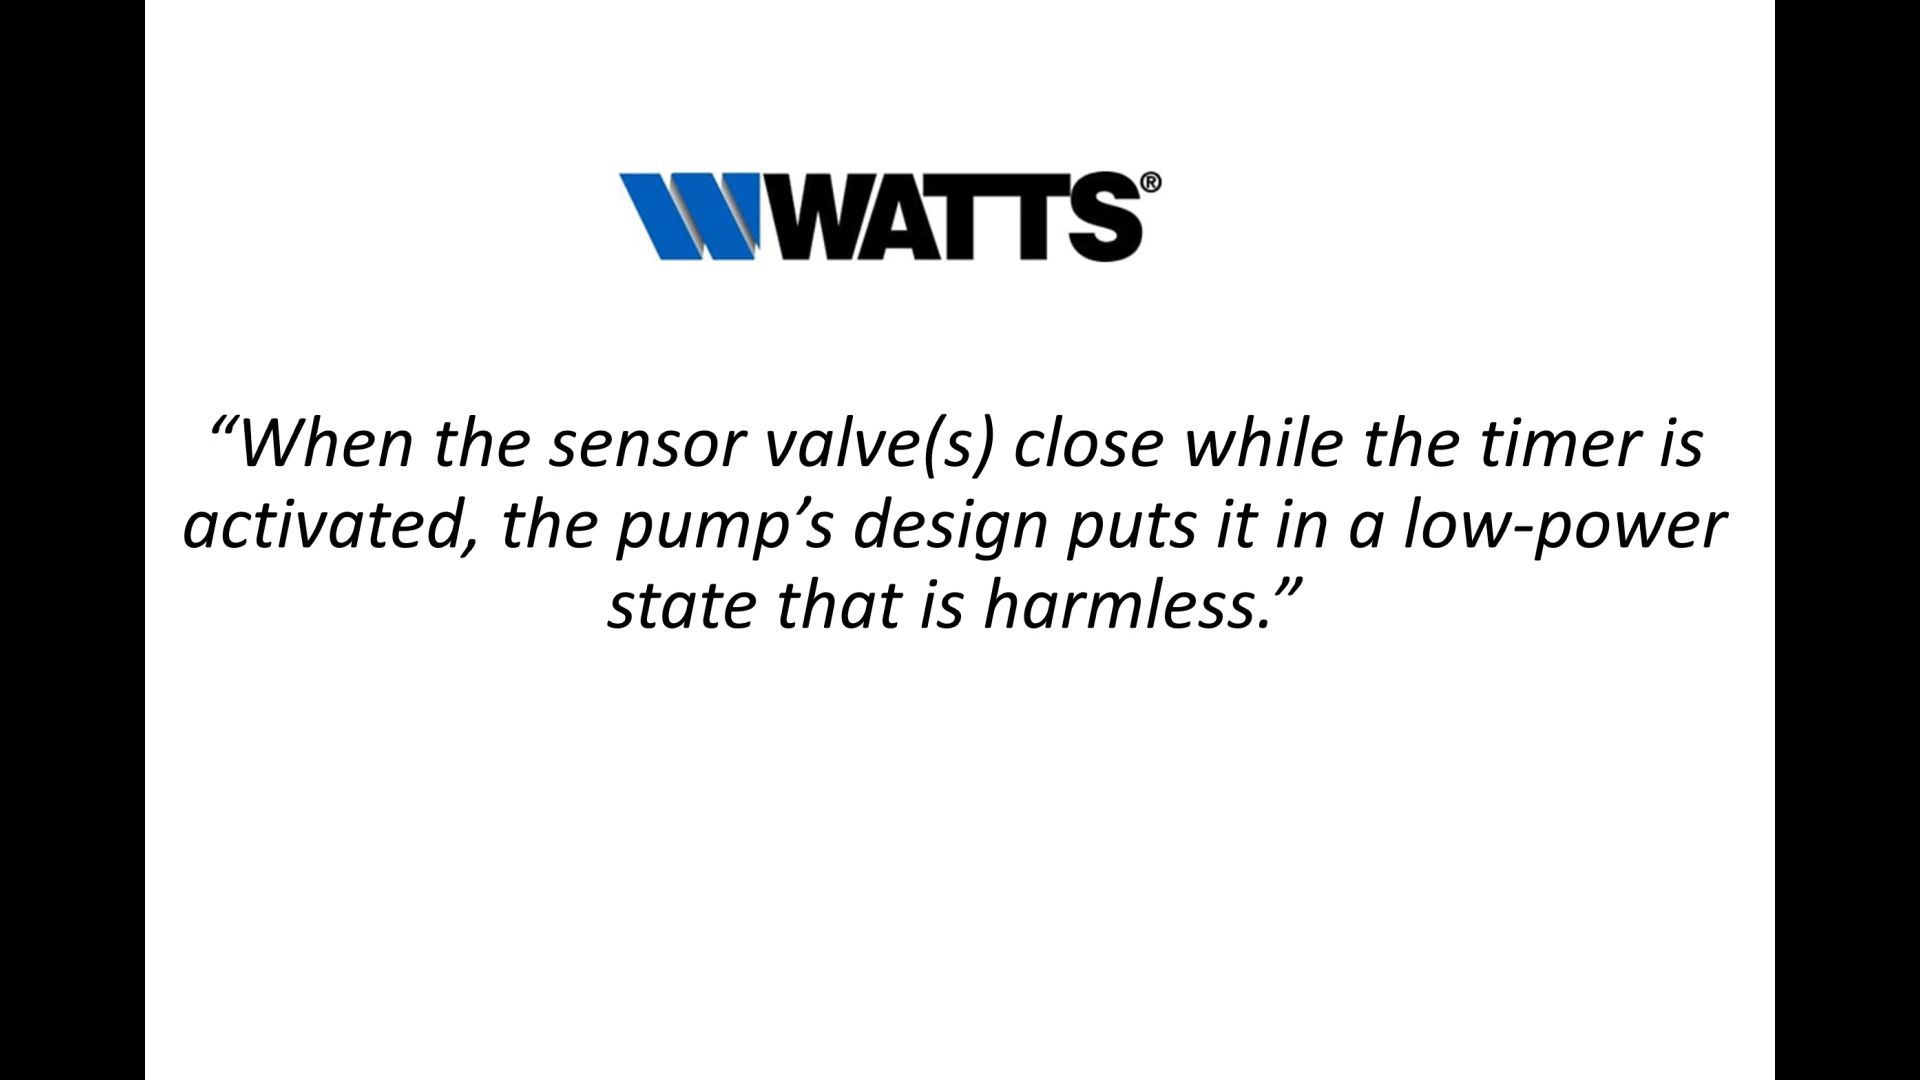 WATTS®
“When the sensor valve(s) close while the timer is
activated, the pump’s design puts it in a low-power
state that is harmless.”